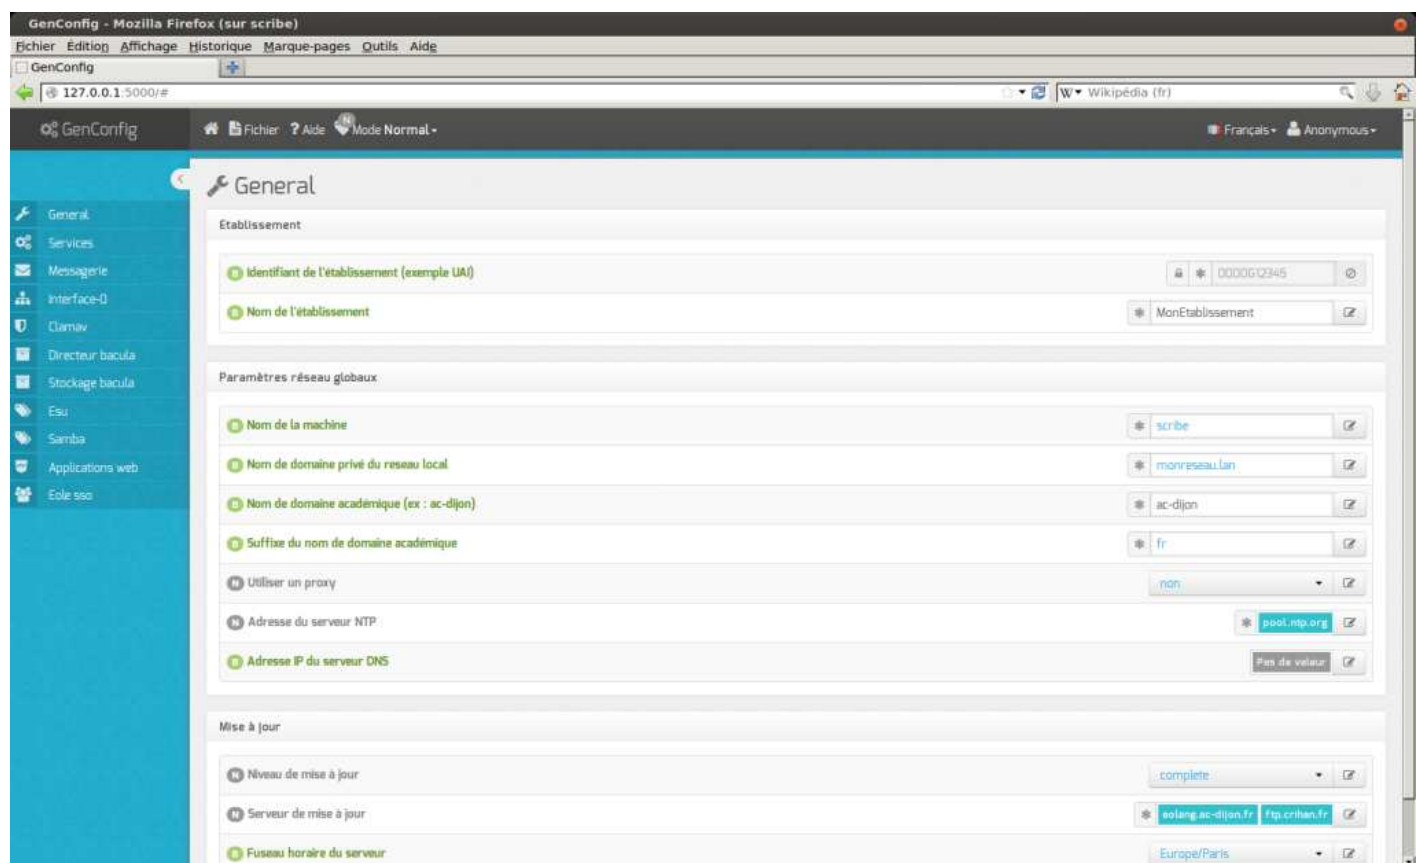 GenConfig - Mozilla Firefox (sur scribe)
Fichier Édition Affichage Historique Marque-pages Outils Aide
GenConfig
127.0.0.1:5000/#
W Wikipédia (fr)
GenConfig
Fichier ? Aide N Mode Normal
Français Anonymous
General
General
Services
Messagerie
Interface-0
Clamav
Directeur bacula
Stockage bacula
Esu
Samba
Applications web
Eole sso
Etablissement
B Identifiant de l'établissement (exemple UAI) 0000G12345
B Nom de l'établissement MonEtablissement
Paramètres réseau globaux
B Nom de la machine scribe
B Nom de domaine privé du reseau local monreseau.lan
B Nom de domaine académique (ex : ac-dijon) ac-dijon
B Suffixe du nom de domaine académique fr
N Utiliser un proxy non
N Adresse du serveur NTP pool.ntp.org
B Adresse IP du serveur DNS Pas de valeur
Mise à jour
N Niveau de mise à jour complete
N Serveur de mise à jour eolang.ac-dijon.fr ftp.crihan.fr
B Fuseau horaire du serveur Europe/Paris